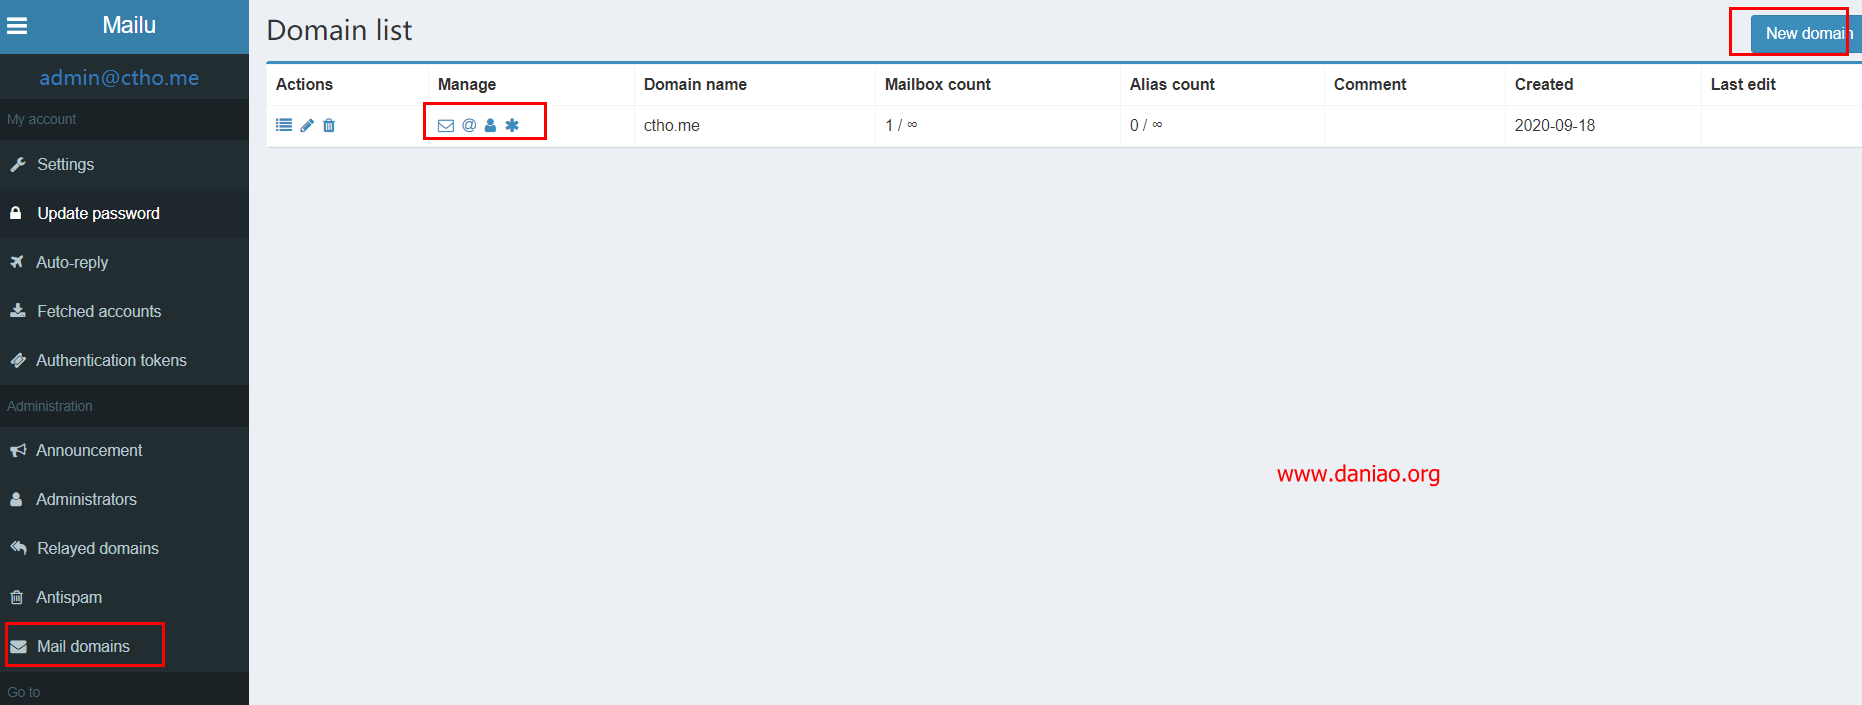 Mailu
admin@ctho.me
My account
Settings
Update password
Auto-reply
Fetched accounts
Authentication tokens
Administration
Announcement
Administrators
Relayed domains
Antispam
Mail domains
Go to
Domain list
New domain
Actions Manage Domain name Mailbox count Alias count Comment Created Last edit
@ ctho.me 1 / ∞ 0 / ∞ 2020-09-18
www.daniao.org